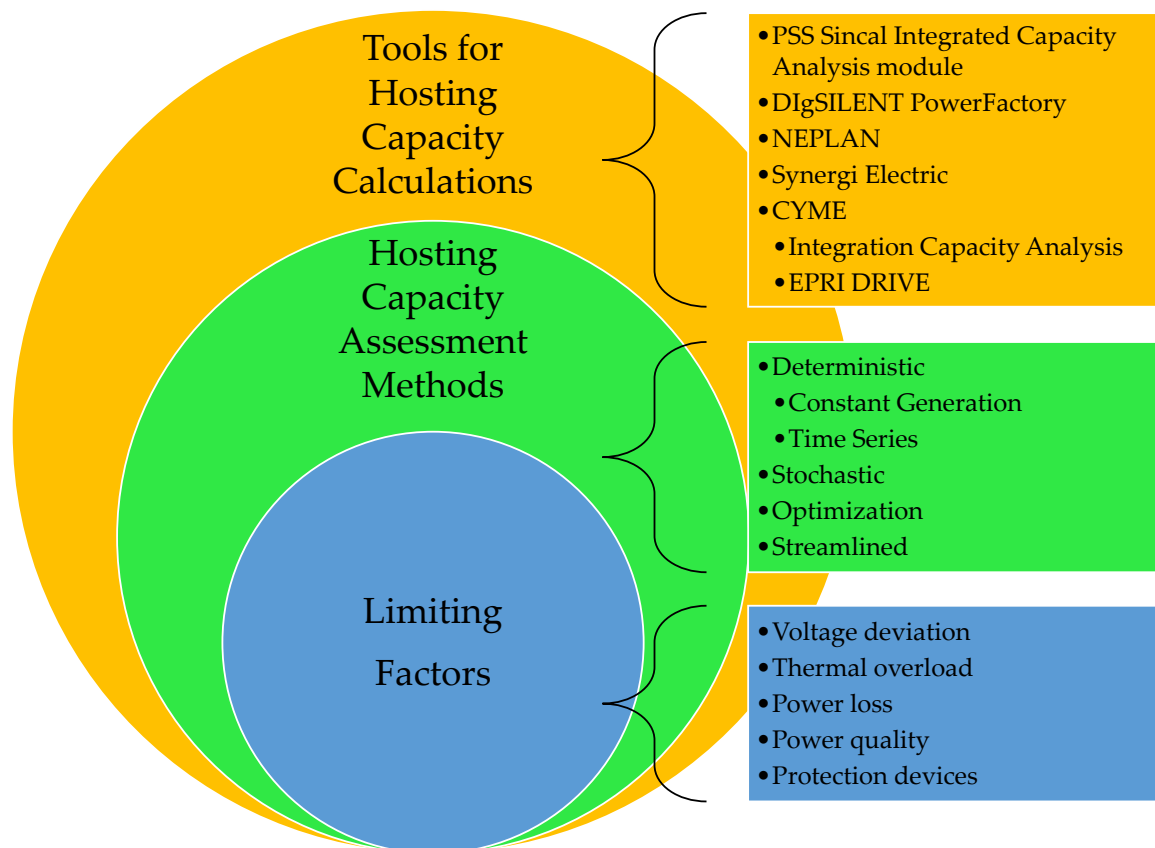 Tools for
Hosting
Capacity
Calculations
•PSS Sincal Integrated Capacity
Analysis module
•DIgSILENT PowerFactory
•NEPLAN
•Synergi Electric
•CYME
•Integration Capacity Analysis
•EPRI DRIVE
Hosting
Capacity
Assessment
Methods
•Deterministic
•Constant Generation
•Time Series
•Stochastic
•Optimization
•Streamlined
Limiting
Factors
•Voltage deviation
•Thermal overload
•Power loss
•Power quality
•Protection devices